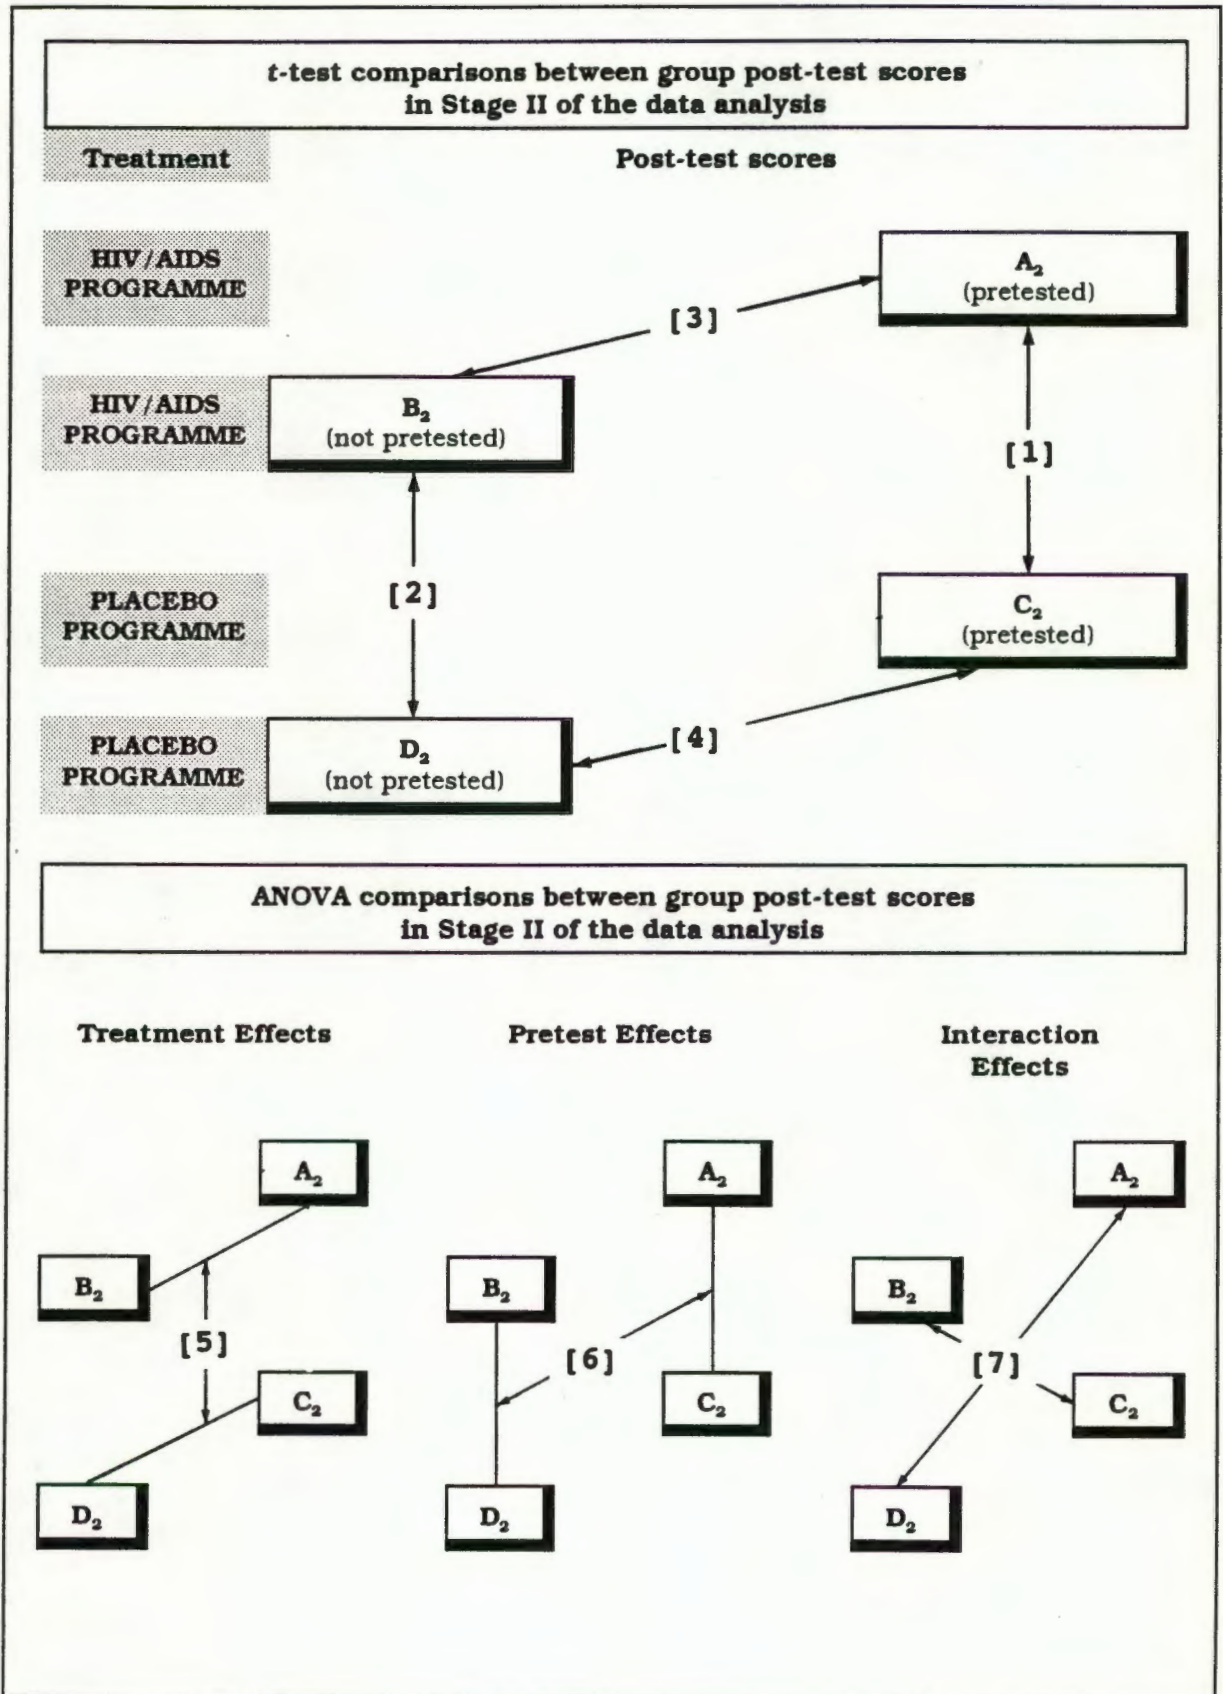 t-test comparisons between group post-test scores
in Stage II of the data analysis
Treatment
Post-test scores
HIV/AIDS
PROGRAMME
A₂
(pretested)
[3]
HIV/AIDS
PROGRAMME
B₂
(not pretested)
[1]
[2]
PLACEBO
PROGRAMME
C₂
(pretested)
[4]
PLACEBO
PROGRAMME
D₂
(not pretested)
ANOVA comparisons between group post-test scores
in Stage II of the data analysis
Treatment Effects
A₂
B₂
[5]
C₂
D₂
Pretest Effects
A₂
B₂
[6]
C₂
D₂
Interaction
Effects
A₂
B₂
[7]
C₂
D₂